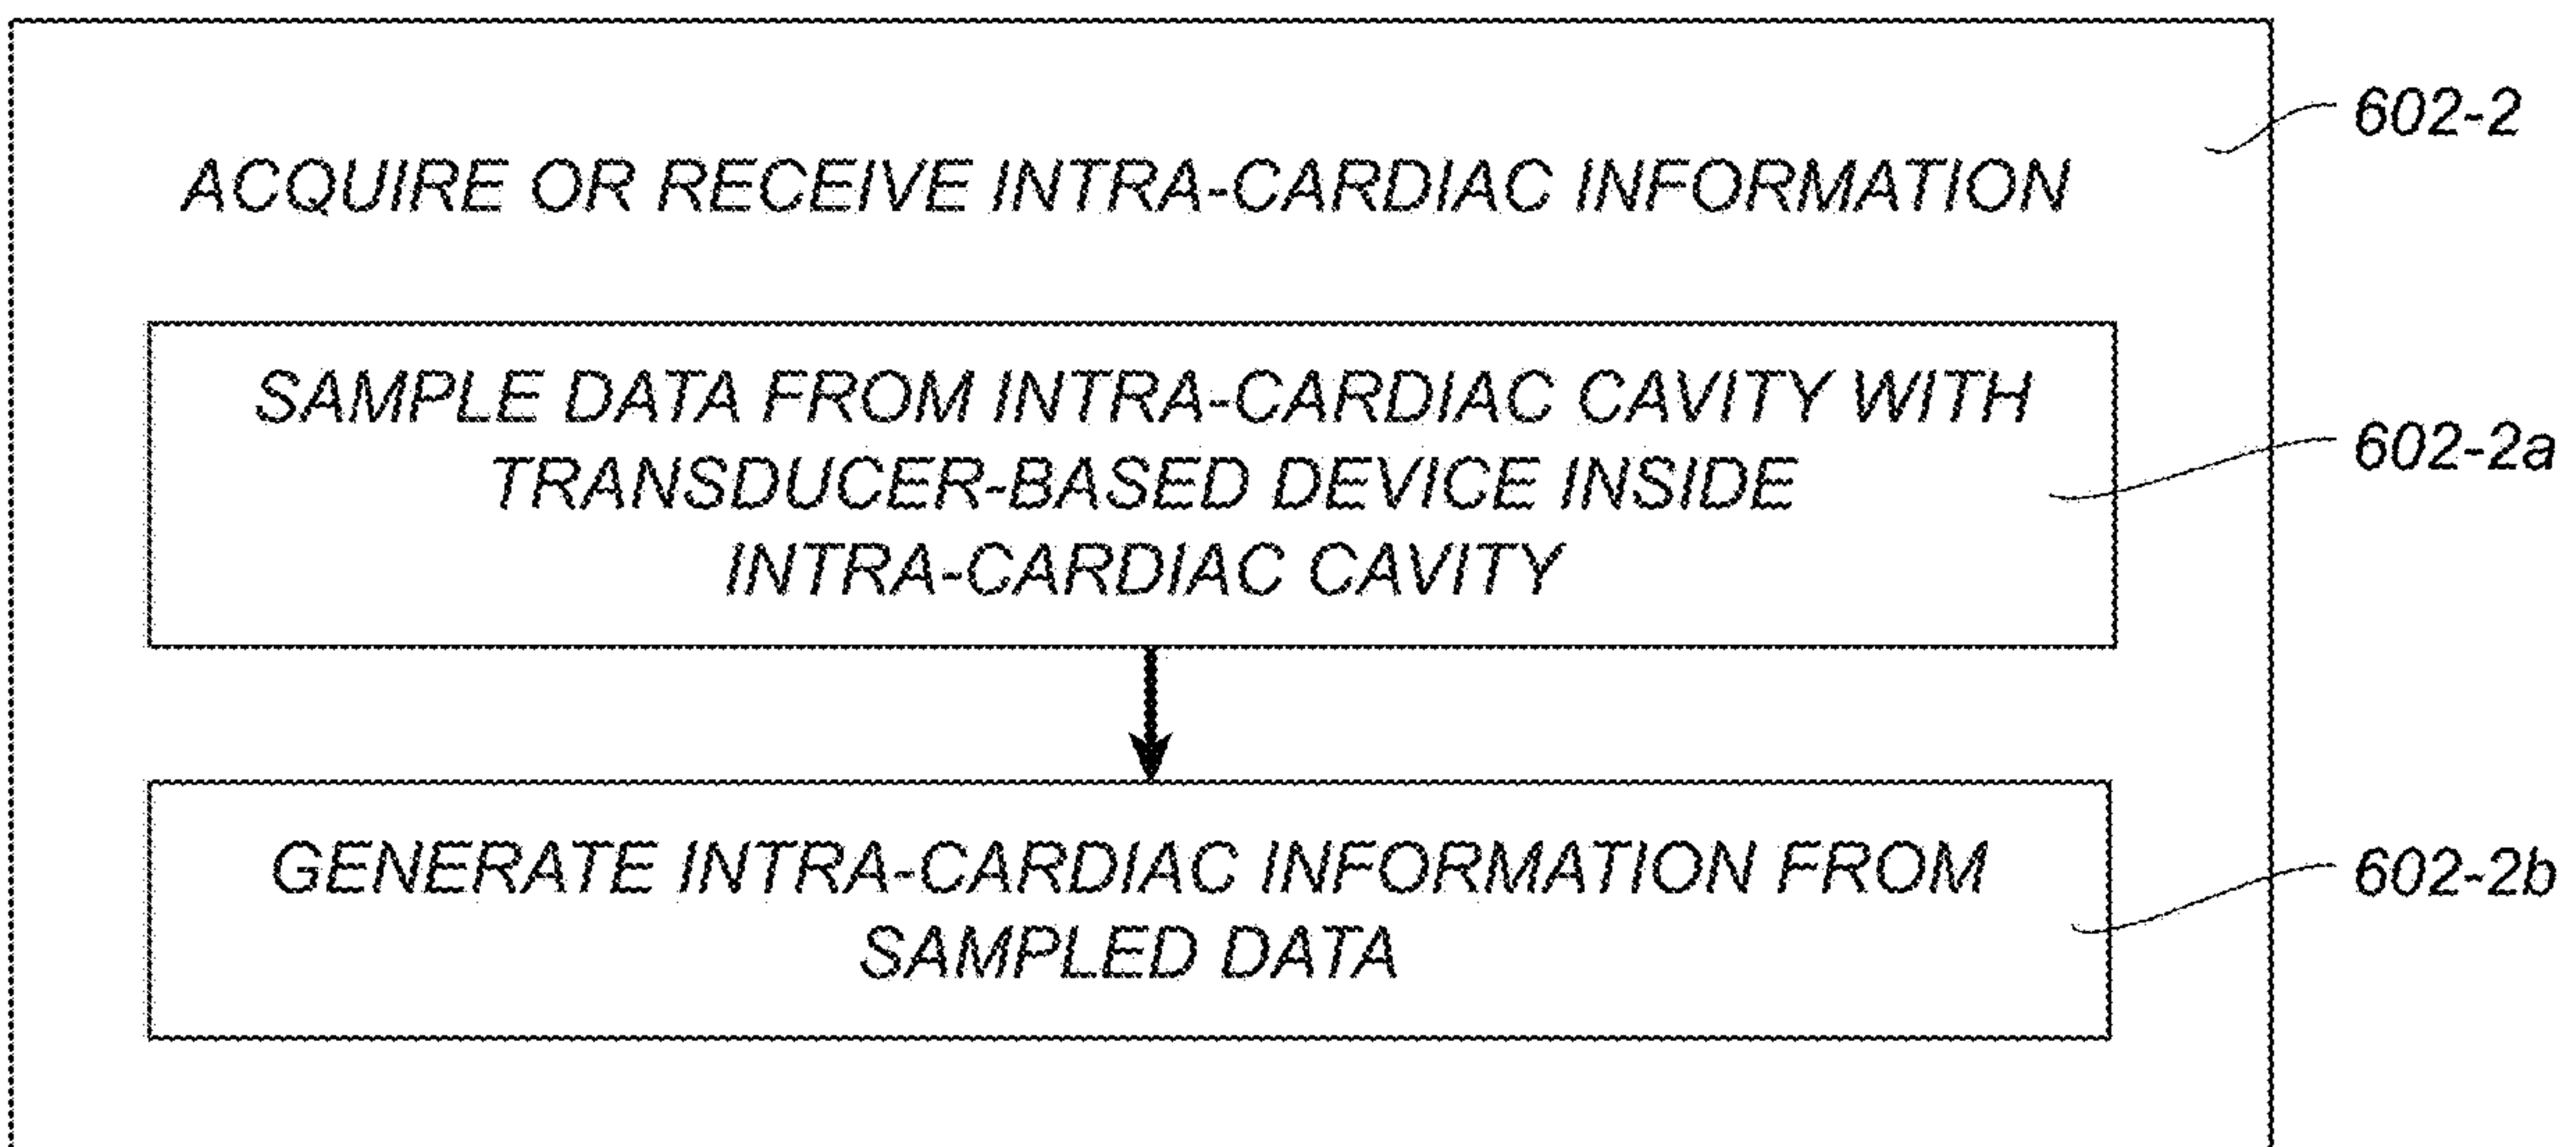 602-2
ACQUIRE OR RECEIVE INTRA-CARDIAC INFORMATION
SAMPLE DATA FROM INTRA-CARDIAC CAVITY WITH
TRANSDUCER-BASED DEVICE INSIDE
INTRA-CARDIAC CAVITY
602-2a
GENERATE INTRA-CARDIAC INFORMATION FROM
SAMPLED DATA
602-2b